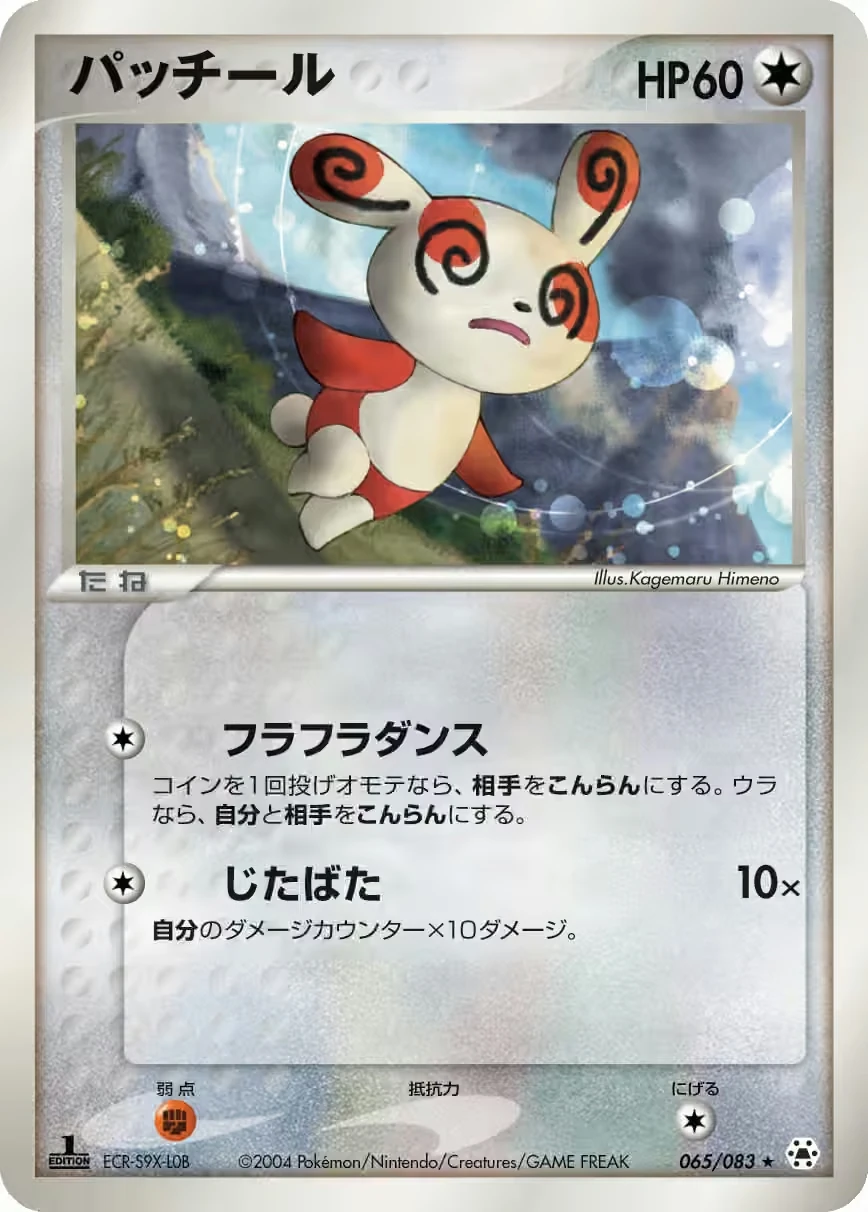 パッチール HP60
たね
Illus.Kagemaru Himeno
フラフラダンス
コインを1回投げオモテなら、相手をこんらんにする。ウラ
なら、自分と相手をこんらんにする。
じたばた 10×
自分のダメージカウンター×10ダメージ。
弱点 抵抗力 にげる
1 EDITION ECR-S9X-L0B ©2004 Pokémon/Nintendo/Creatures/GAME FREAK 065/083 ★